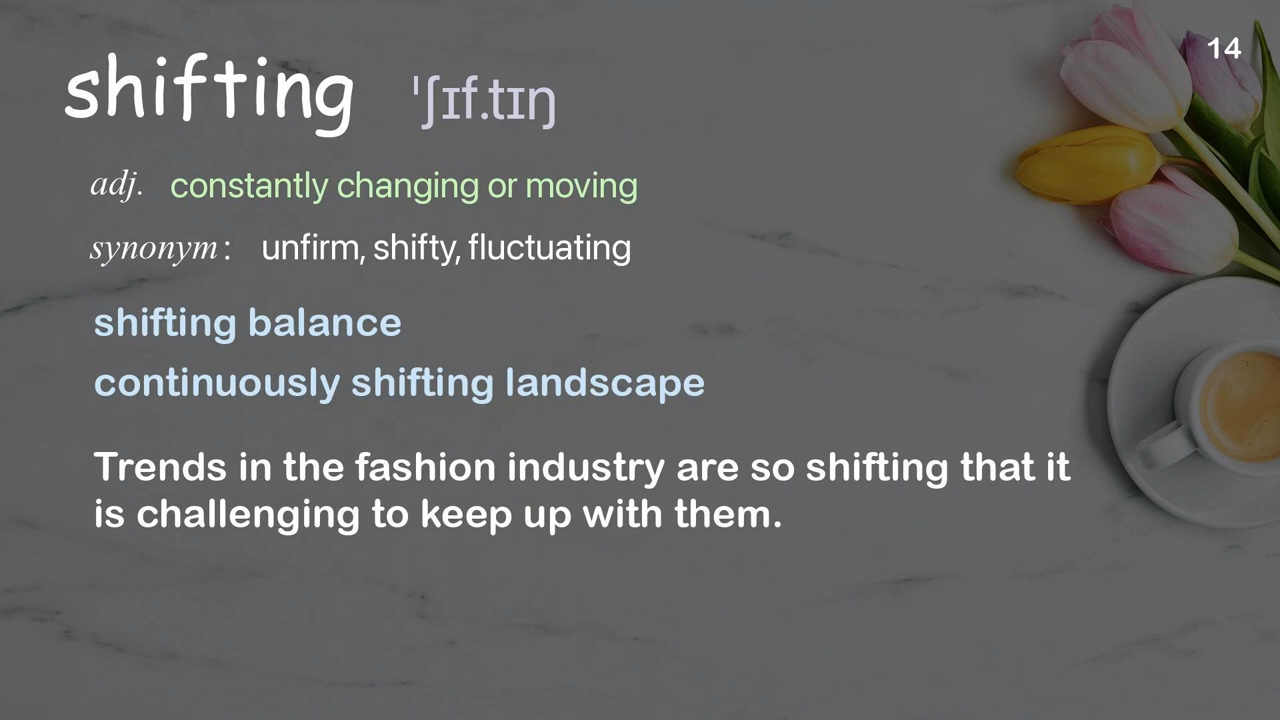 14
shifting ˈʃɪf.tɪŋ
adj. constantly changing or moving
synonym: unfirm, shifty, fluctuating
shifting balance
continuously shifting landscape
Trends in the fashion industry are so shifting that it
is challenging to keep up with them.